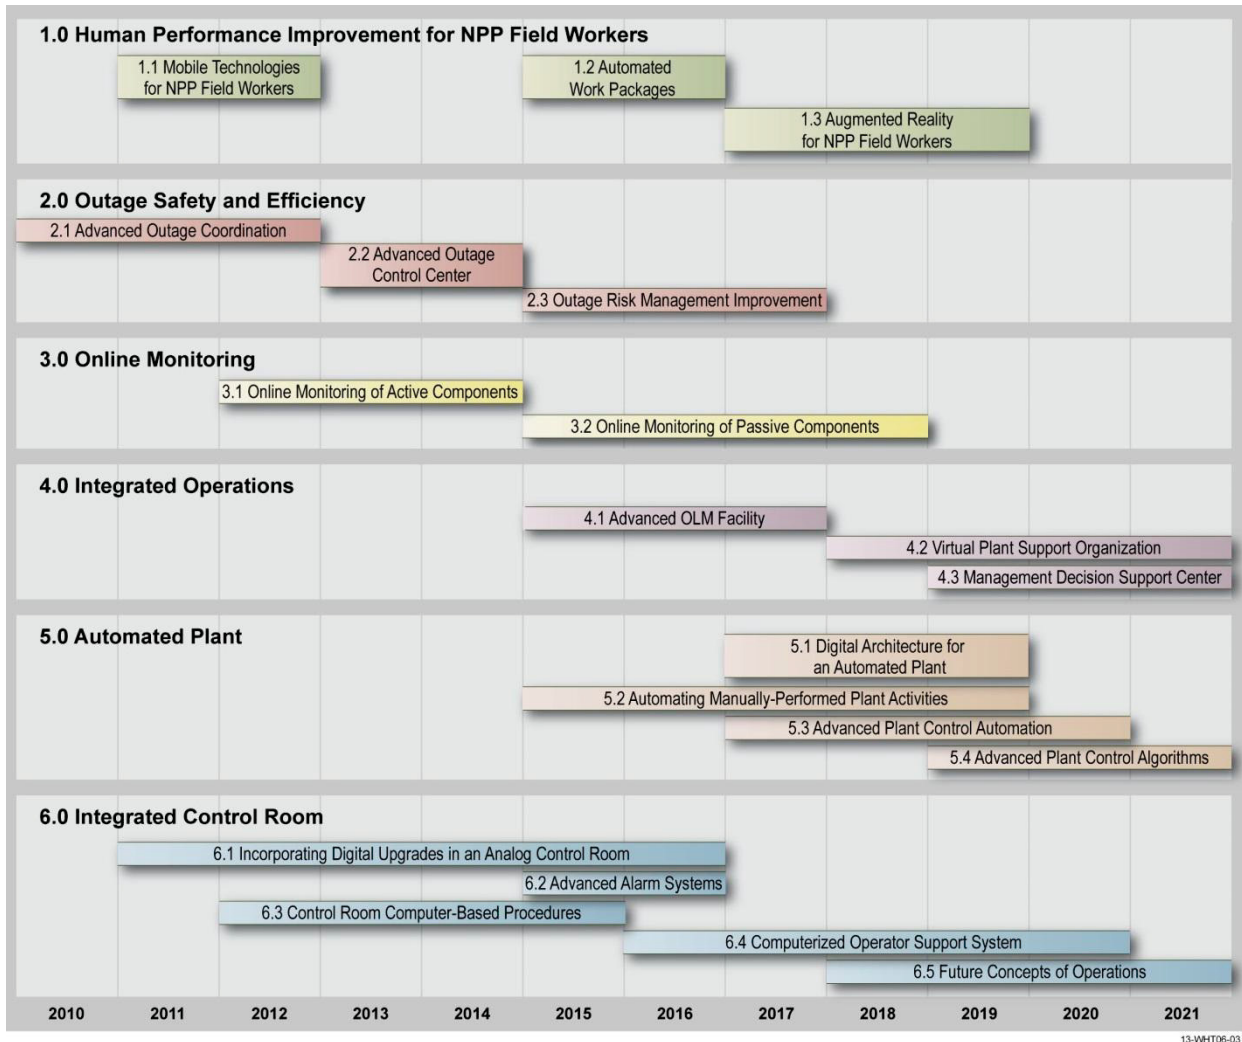 1.0 Human Performance Improvement for NPP Field Workers
1.1 Mobile Technologies
for NPP Field Workers
1.2 Automated
Work Packages
1.3 Augmented Reality
for NPP Field Workers
2.0 Outage Safety and Efficiency
2.1 Advanced Outage Coordination
2.2 Advanced Outage
Control Center
2.3 Outage Risk Management Improvement
3.0 Online Monitoring
3.1 Online Monitoring of Active Components
3.2 Online Monitoring of Passive Components
4.0 Integrated Operations
4.1 Advanced OLM Facility
4.2 Virtual Plant Support Organization
4.3 Management Decision Support Center
5.0 Automated Plant
5.1 Digital Architecture for
an Automated Plant
5.2 Automating Manually-Performed Plant Activities
5.3 Advanced Plant Control Automation
5.4 Advanced Plant Control Algorithms
6.0 Integrated Control Room
6.1 Incorporating Digital Upgrades in an Analog Control Room
6.2 Advanced Alarm Systems
6.3 Control Room Computer-Based Procedures
6.4 Computerized Operator Support System
6.5 Future Concepts of Operations
2010 2011 2012 2013 2014 2015 2016 2017 2018 2019 2020 2021
13-WHT06-03